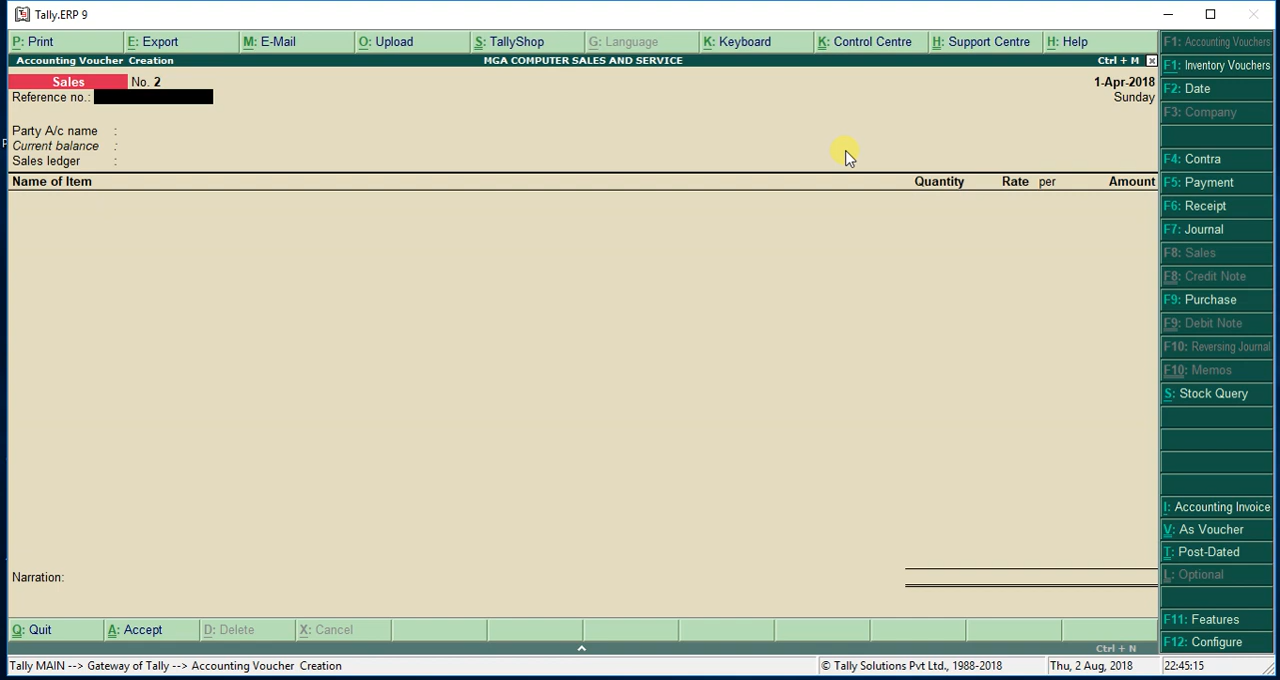 Tally.ERP 9
P: Print E: Export M: E-Mail O: Upload S: TallyShop G: Language K: Keyboard K: Control Centre H: Support Centre H: Help
Accounting Voucher Creation MGA COMPUTER SALES AND SERVICE Ctrl + M
Sales No. 2 1-Apr-2018
Reference no.: Sunday
Party A/c name :
Current balance :
Sales ledger :
Name of Item Quantity Rate per Amount
Narration:
F1: Accounting Vouchers
F1: Inventory Vouchers
F2: Date
F3: Company
F4: Contra
F5: Payment
F6: Receipt
F7: Journal
F8: Sales
F8: Credit Note
F9: Purchase
F9: Debit Note
F10: Reversing Journal
F10: Memos
S: Stock Query
I: Accounting Invoice
V: As Voucher
T: Post-Dated
L: Optional
F11: Features
F12: Configure
Q: Quit A: Accept D: Delete X: Cancel
Ctrl + N
Tally MAIN --> Gateway of Tally --> Accounting Voucher Creation © Tally Solutions Pvt Ltd., 1988-2018 Thu, 2 Aug, 2018 22:45:15